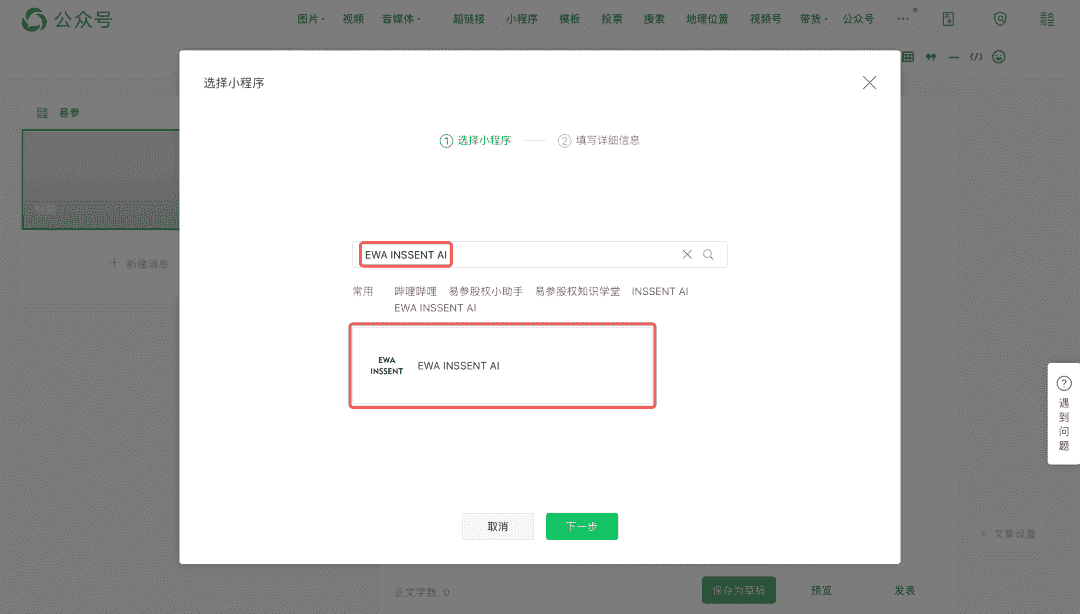 公众号
图片 视频 音媒体 超链接 小程序 模板 投票 搜索 地理位置 视频号 带货 公众号 ···
选择小程序
易参
① 选择小程序 ② 填写详细信息
标题
EWA INSSENT AI
常用 哔哩哔哩 易参股权小助手 易参股权知识学堂 INSSENT AI
EWA INSSENT AI
+ 新建消息
EWA
INSSENT
EWA INSSENT AI
遇到问题
取消 下一步
文章设置
正文字数 0 保存为草稿 预览 发表